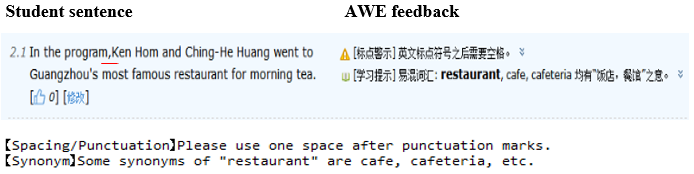 Student sentence AWE feedback
2.1 In the program,Ken Hom and Ching-He Huang went to [标点警示] 英文标点符号之后需要空格。
Guangzhou's most famous restaurant for morning tea. [学习提示] 易混词汇: restaurant, cafe, cafeteria 均有"饭店，餐馆"之意。
[0] [修改]
【Spacing/Punctuation】Please use one space after punctuation marks.
【Synonym】Some synonyms of "restaurant" are cafe, cafeteria, etc.